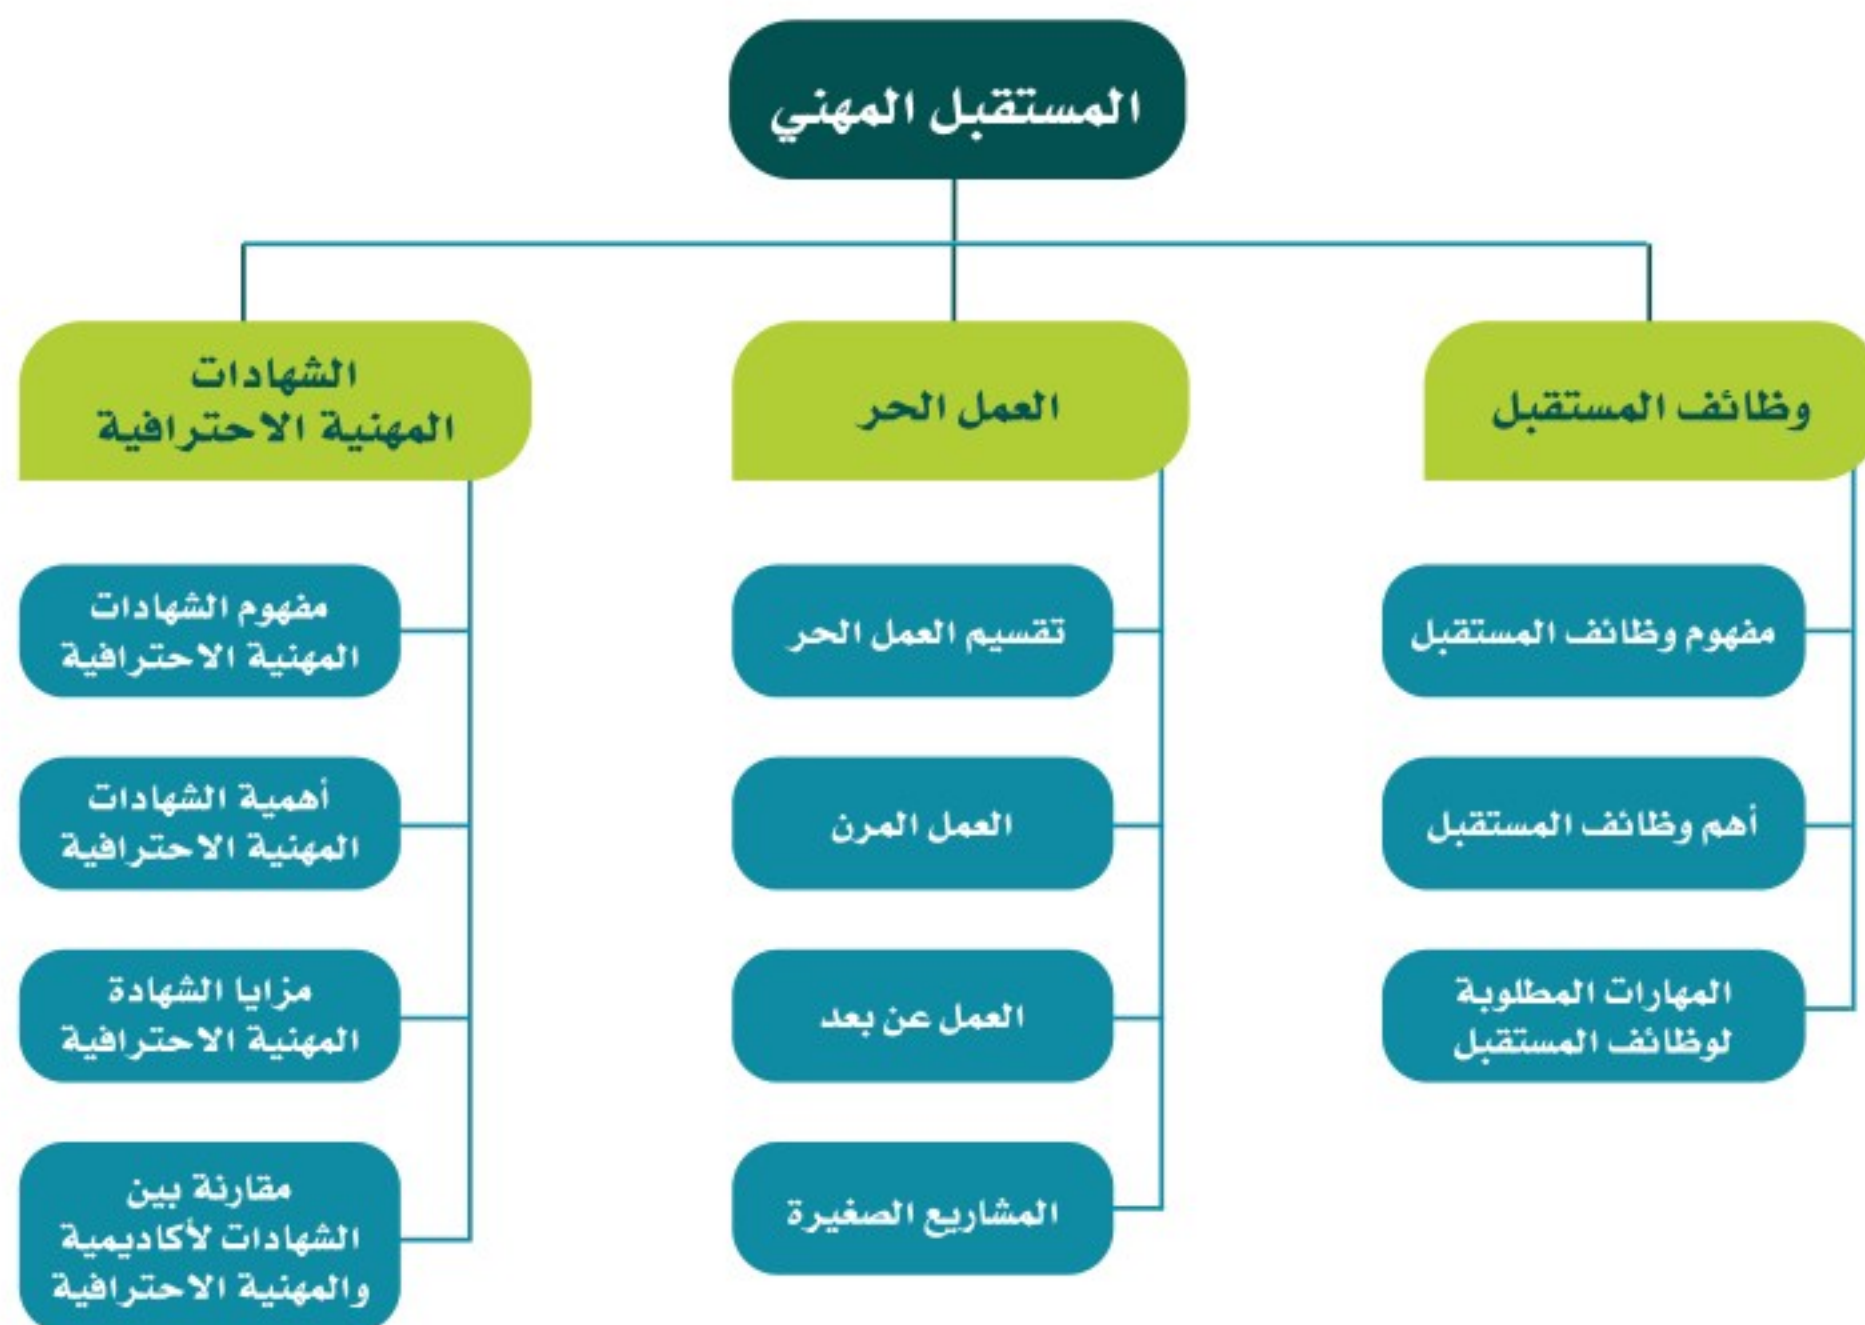 المستقبل المهني
وظائف المستقبل
مفهوم وظائف المستقبل
أهم وظائف المستقبل
المهارات المطلوبة
لوظائف المستقبل
العمل الحر
تقسيم العمل الحر
العمل المرن
العمل عن بعد
المشاريع الصغيرة
الشهادات
المهنية الاحترافية
مفهوم الشهادات
المهنية الاحترافية
أهمية الشهادات
المهنية الاحترافية
مزايا الشهادة
المهنية الاحترافية
مقارنة بين
الشهادات لأكاديمية
والمهنية الاحترافية